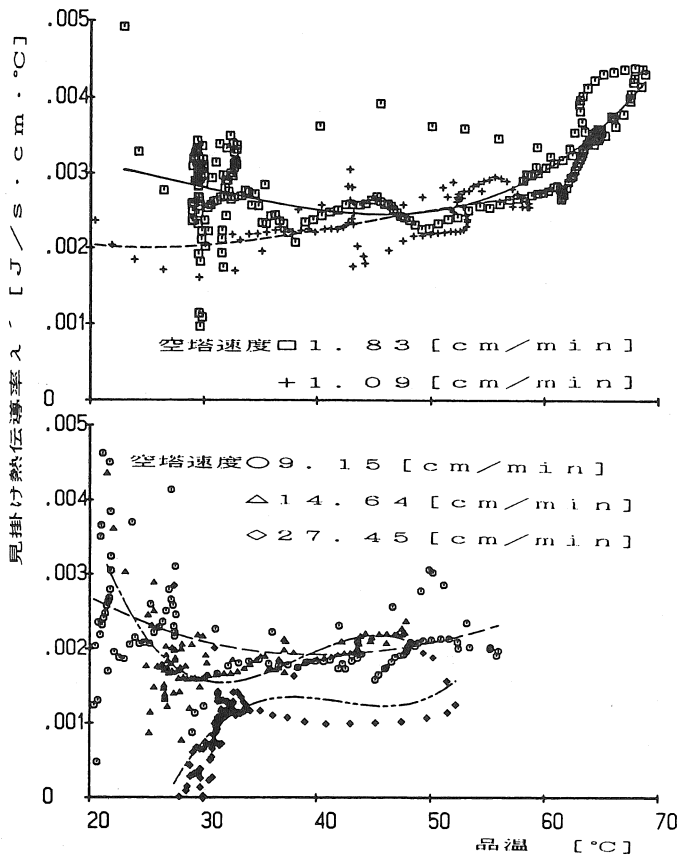 見掛け熱伝導率λ' [J/s・cm・℃]
.005
.004
.003
.002
.001
0
空塔速度□1.83[cm/min]
+1.09[cm/min]
.005
.004
.003
.002
.001
0
空塔速度○9.15[cm/min]
△14.64[cm/min]
◇27.45[cm/min]
20 30 40 50 60 70
品温 [℃]